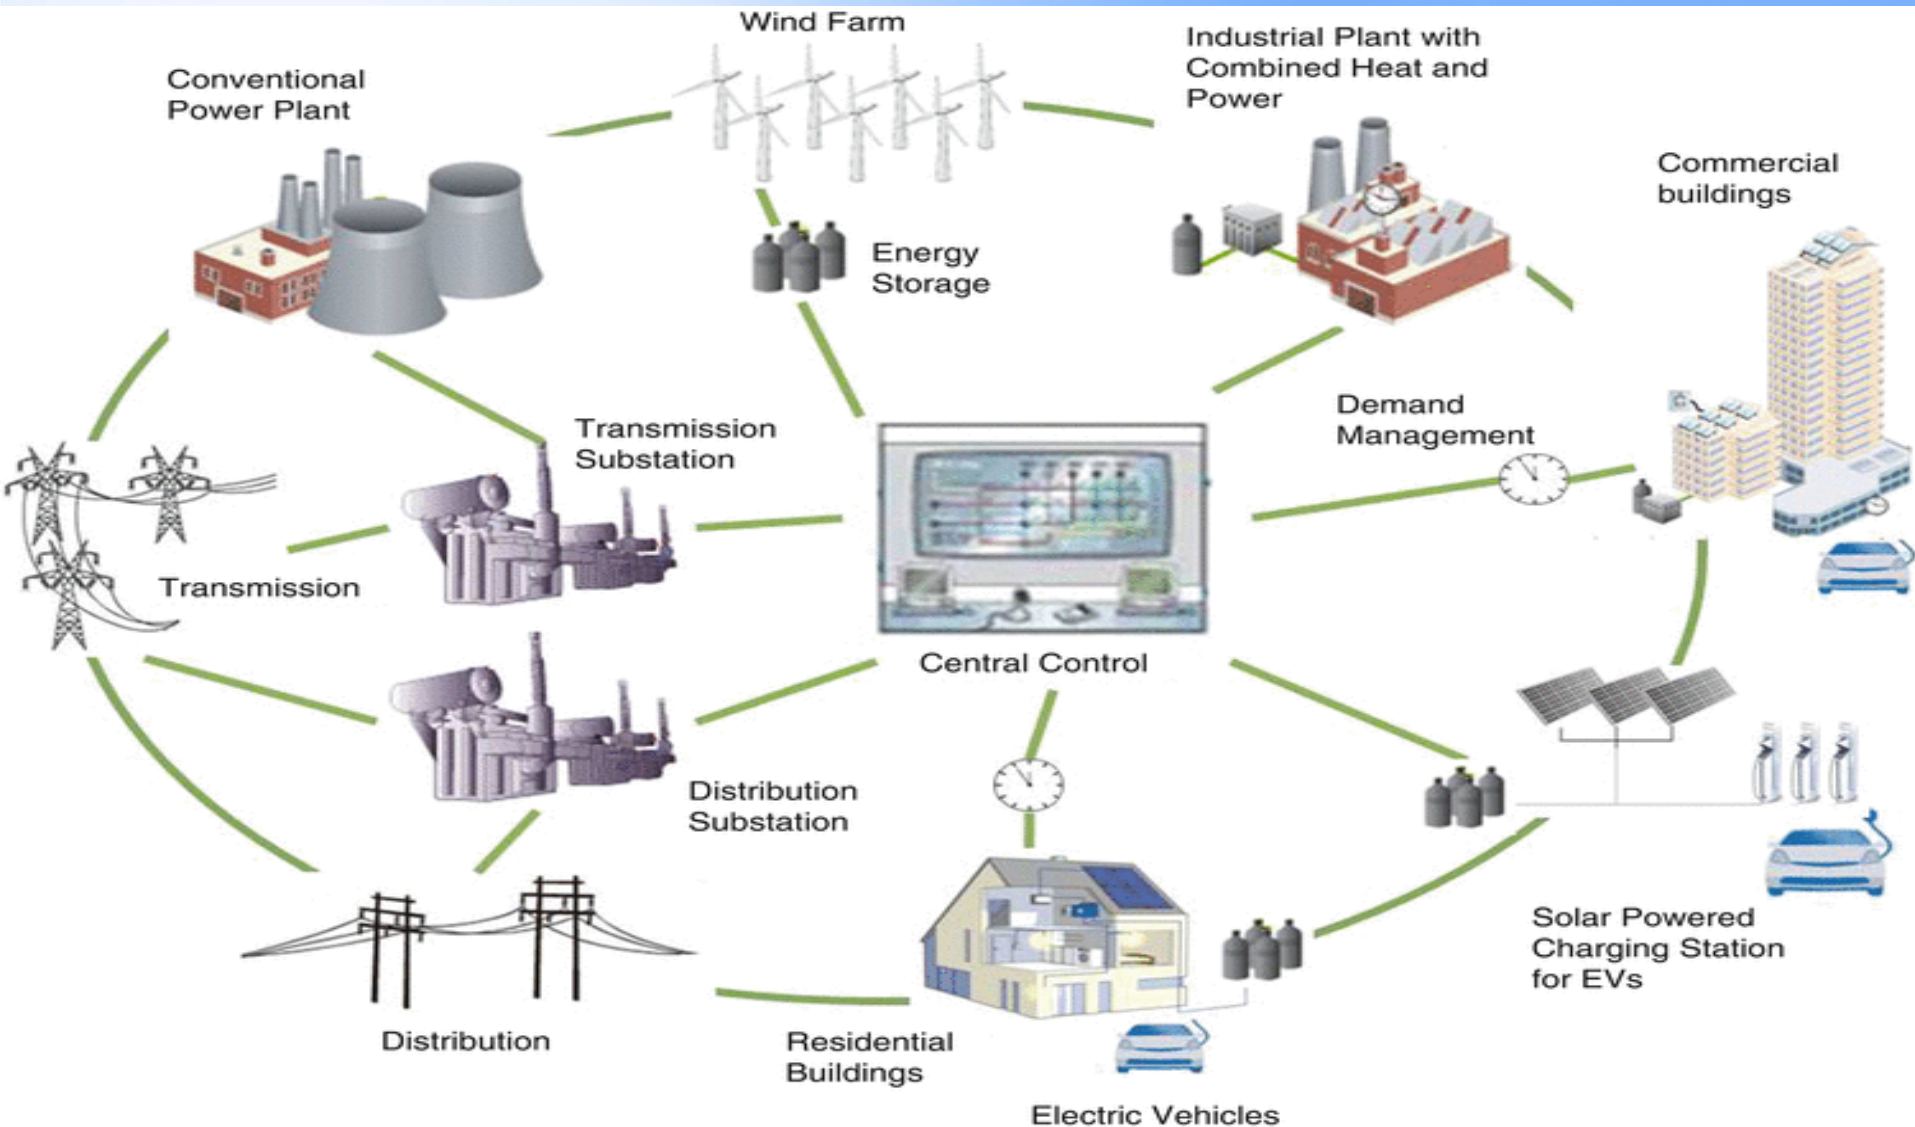 Wind Farm
Industrial Plant with
Combined Heat and
Power
Conventional
Power Plant
Commercial
buildings
Energy
Storage
Demand
Management
Transmission
Substation
Transmission
Central Control
Distribution
Substation
Solar Powered
Charging Station
for EVs
Distribution
Residential
Buildings
Electric Vehicles